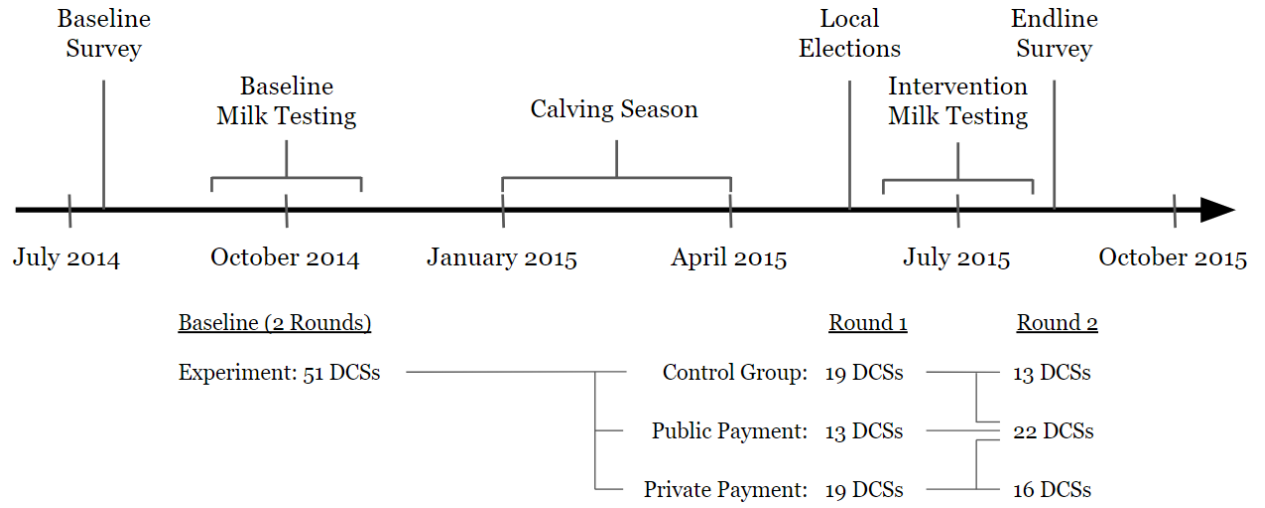 Baseline
Survey
Baseline
Milk Testing
Calving Season
Local
Elections
Intervention
Milk Testing
Endline
Survey
July 2014
October 2014
January 2015
April 2015
July 2015
October 2015
Baseline (2 Rounds)
Round 1
Round 2
Experiment: 51 DCSs
Control Group: 19 DCSs
13 DCSs
Public Payment: 13 DCSs
22 DCSs
Private Payment: 19 DCSs
16 DCSs